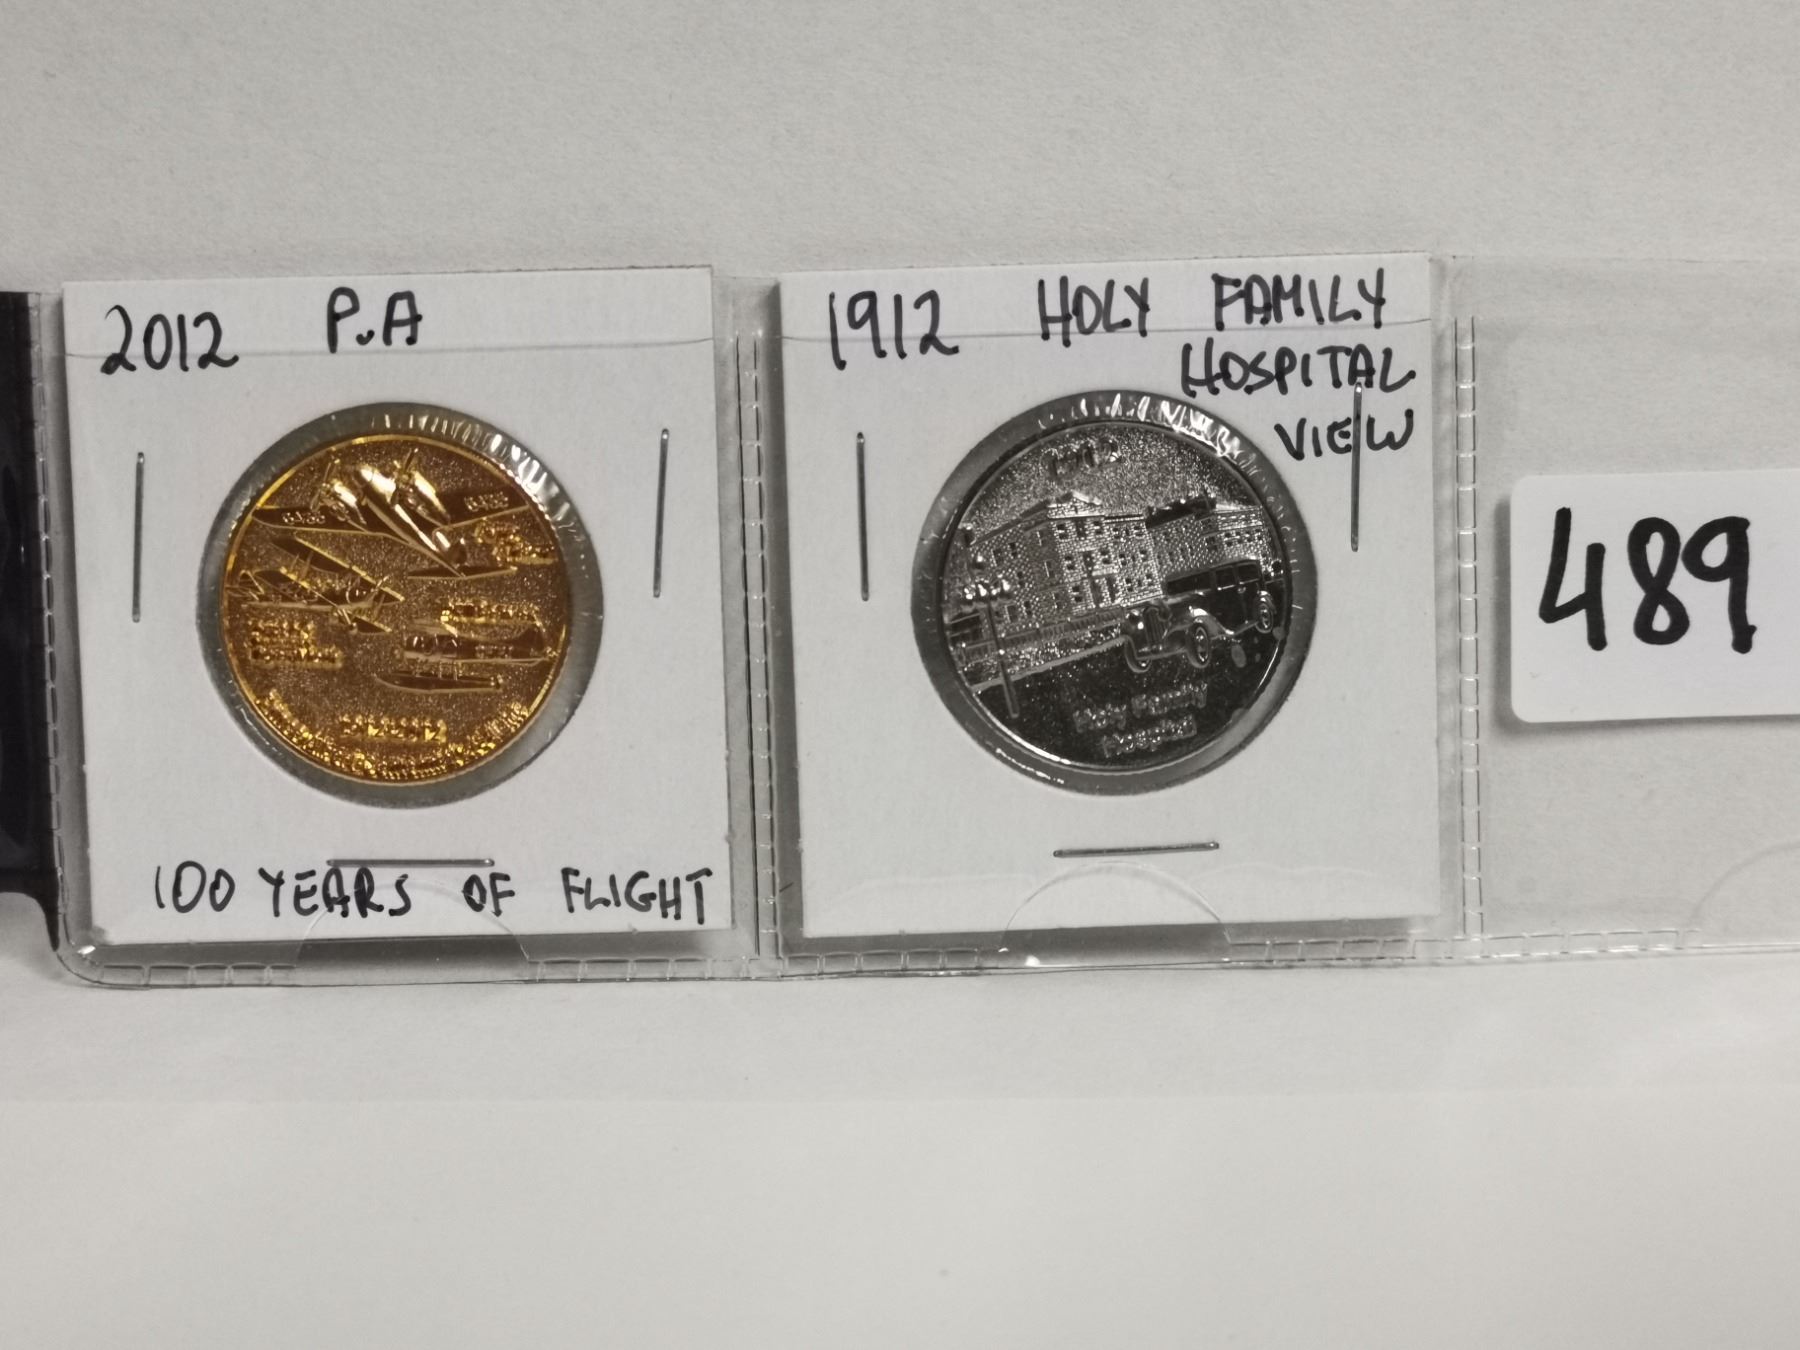 2012 P.A
100 YEARS OF FLIGHT
1912 HOLY FAMILY
HOSPITAL
VIEW
Holy Family
Hospital
489